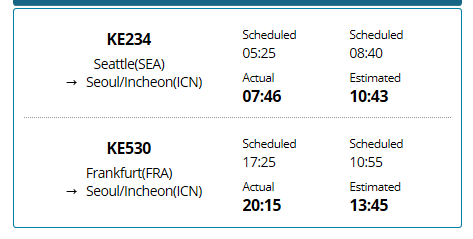 KE234
Seattle(SEA)
→ Seoul/Incheon(ICN)
Scheduled
05:25
Actual
07:46
Scheduled
08:40
Estimated
10:43
KE530
Frankfurt(FRA)
→ Seoul/Incheon(ICN)
Scheduled
17:25
Actual
20:15
Scheduled
10:55
Estimated
13:45